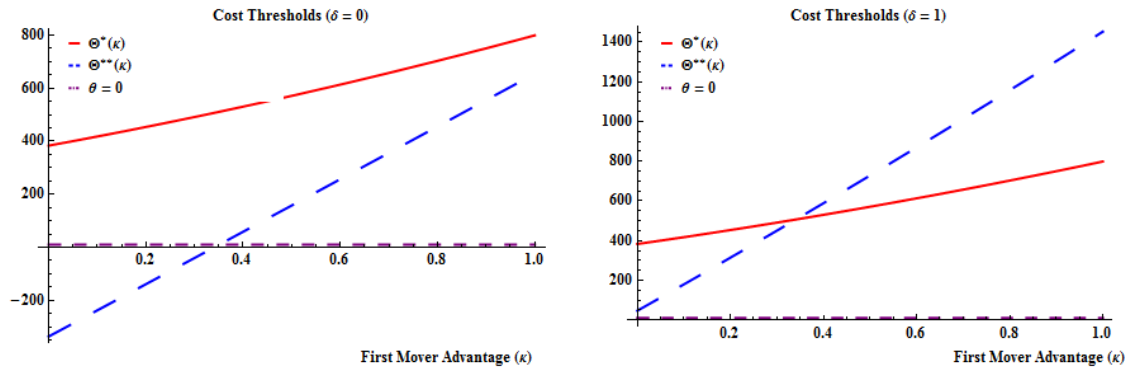 Cost Thresholds (δ = 0)
800
Θ*(κ)
Θ**(κ)
θ = 0
600
400
200
0.2
0.4
0.6
0.8
1.0
−200
First Mover Advantage (κ)
Cost Thresholds (δ = 1)
1400
Θ*(κ)
Θ**(κ)
θ = 0
1200
1000
800
600
400
200
0.2
0.4
0.6
0.8
1.0
First Mover Advantage (κ)